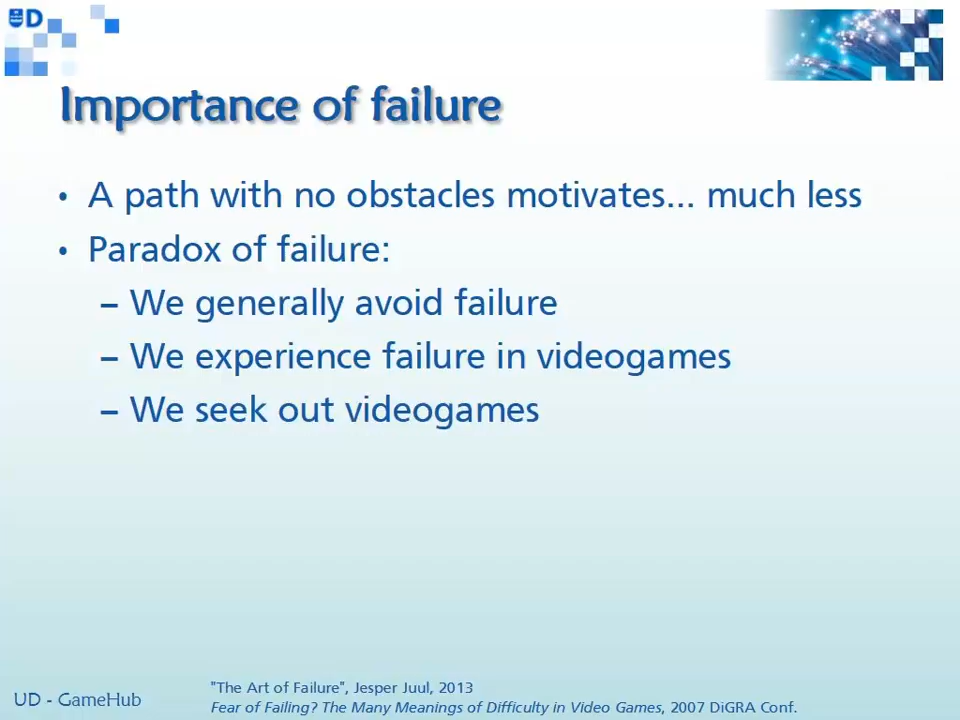 UD
Importance of failure
• A path with no obstacles motivates... much less
• Paradox of failure:
– We generally avoid failure
– We experience failure in videogames
– We seek out videogames
UD - GameHub
"The Art of Failure", Jesper Juul, 2013
Fear of Failing? The Many Meanings of Difficulty in Video Games, 2007 DiGRA Conf.